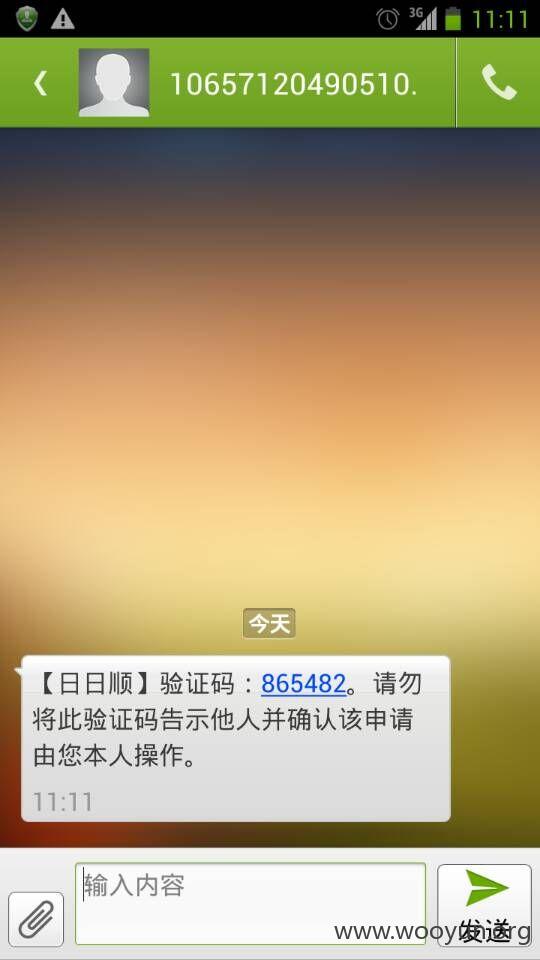 3G
11:11
10657120490510.
今天
【日日顺】验证码：865482。请勿
将此验证码告示他人并确认该申请
由您本人操作。
11:11
输入内容
发送
www.wooyun.org